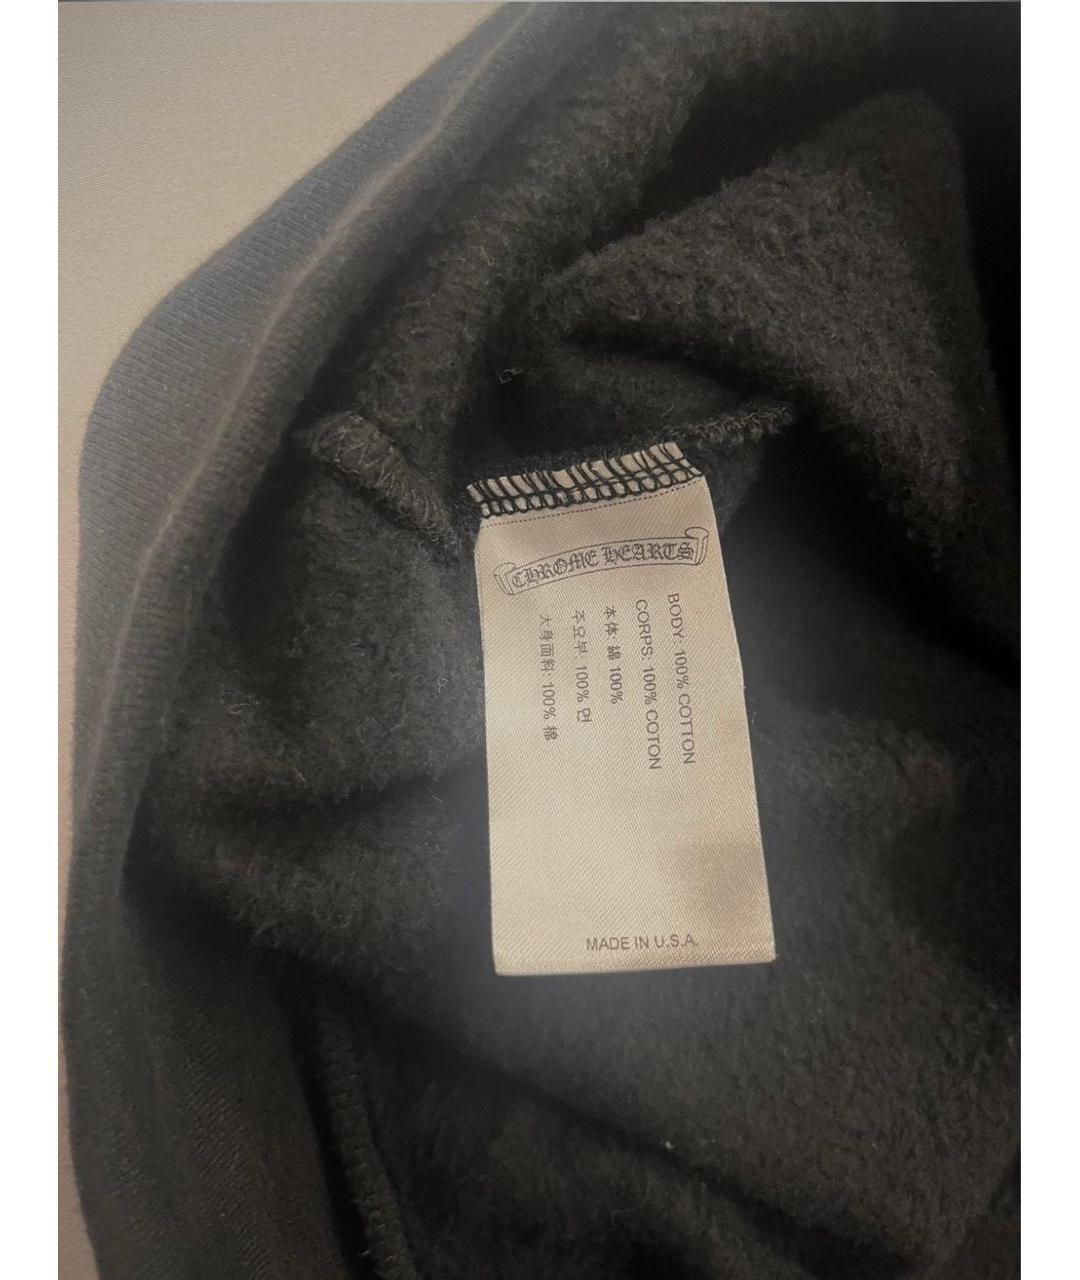 CHROME HEARTS
BODY: 100% COTTON
CORPS: 100% COTON
本体: 綿 100%
주요부: 100% 면
大身面料: 100% 棉
MADE IN U.S.A.